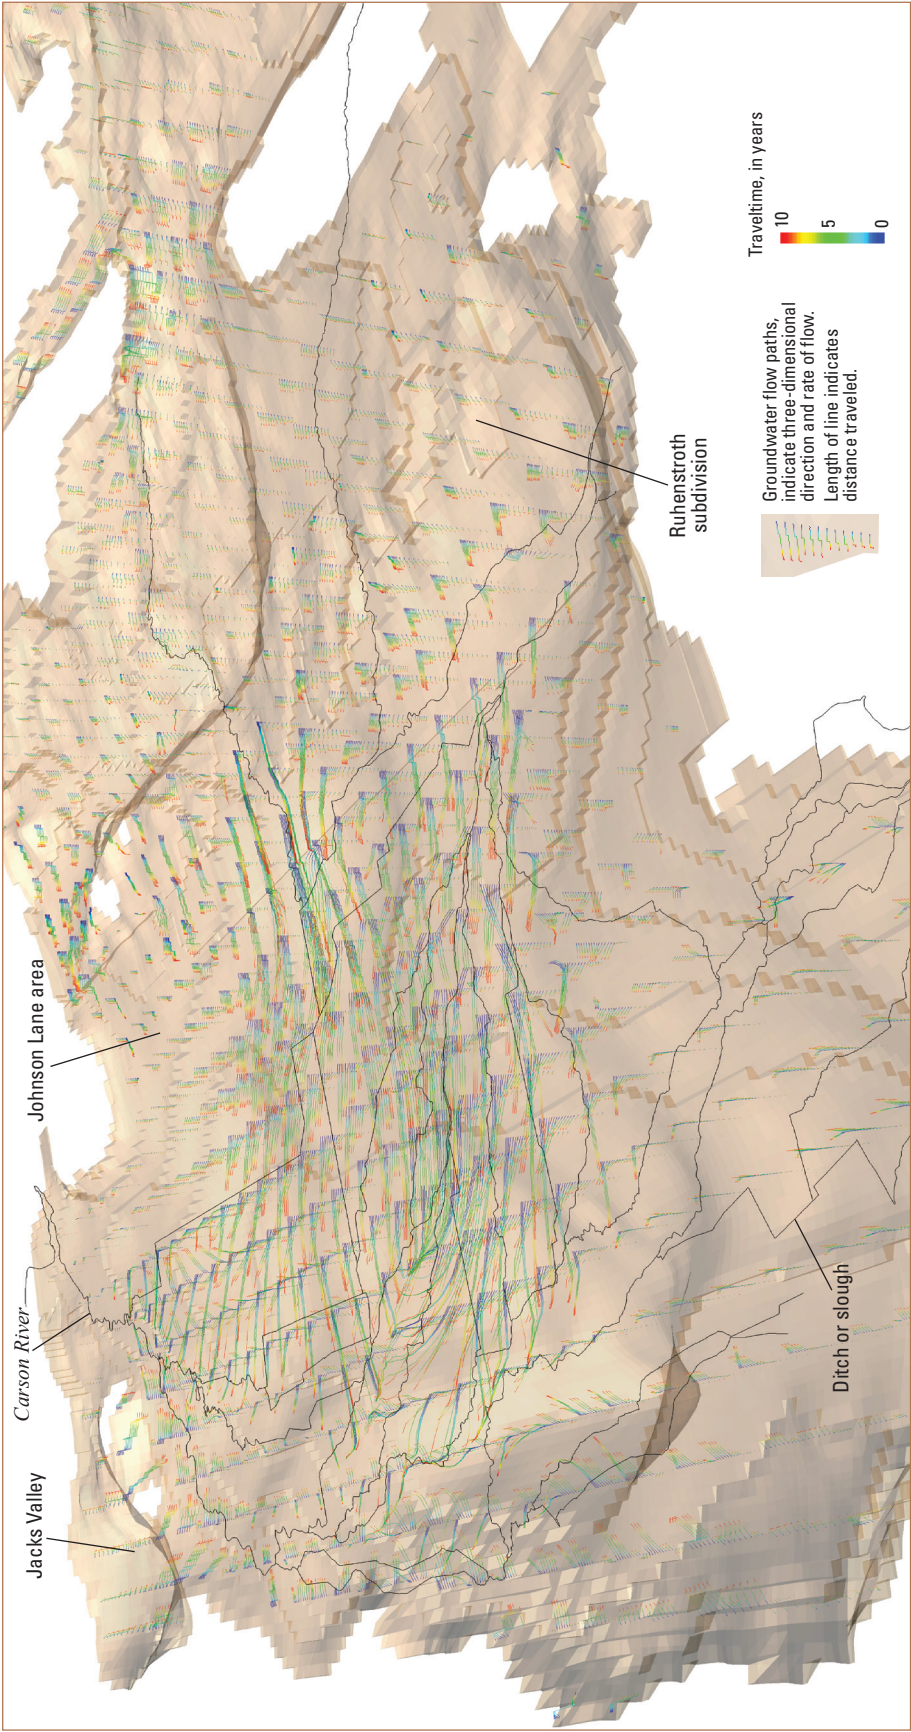 Jacks Valley
Carson River
Johnson Lane area
Ditch or slough
Ruhenstroth
subdivision
Groundwater flow paths,
indicate three-dimensional
direction and rate of flow.
Length of line indicates
distance traveled.
Traveltime, in years
10
5
0